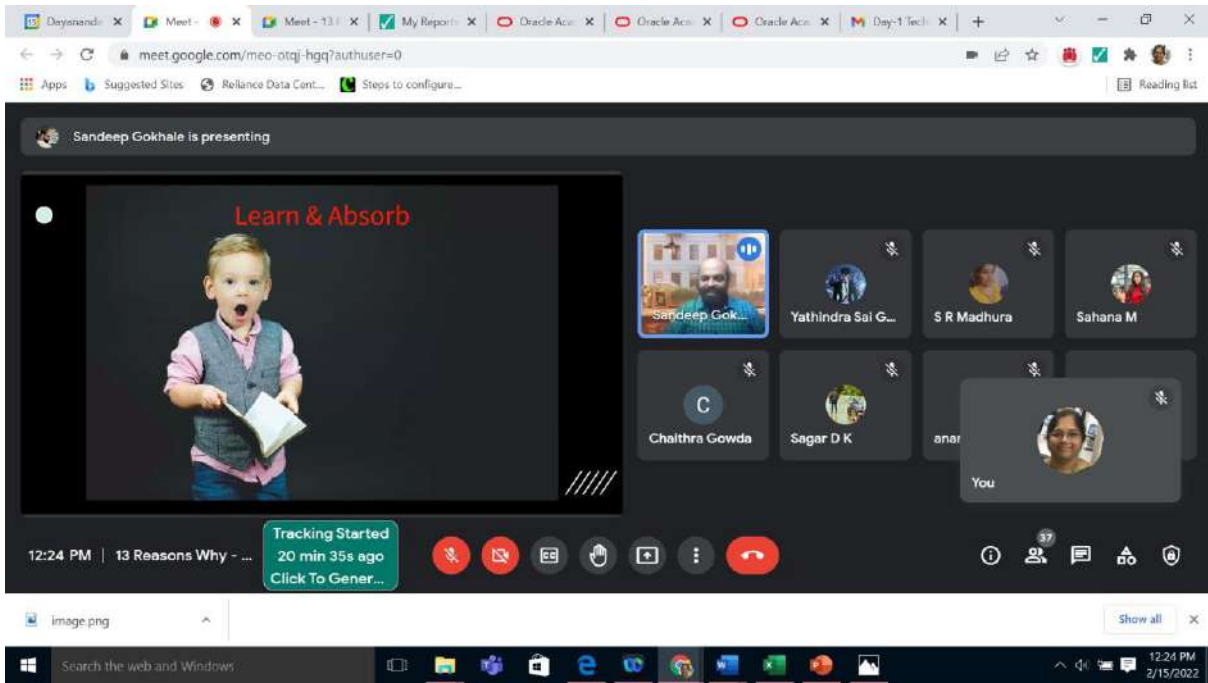 Dayanande
Meet -
Meet - 13 F
My Reports
Oracle Aca
Oracle Aca
Oracle Aca
Day-1 Tech
meet.google.com/meo-otqj-hgq?authuser=0
Apps
Suggested Sites
Reliance Data Cent...
Steps to configure...
Reading list
Sandeep Gokhale is presenting
Learn & Absorb
Sandeep Gok...
Yathindra Sai G...
S R Madhura
Sahana M
C
Chaithra Gowda
Sagar D K
anan
You
12:24 PM | 13 Reasons Why - ...
Tracking Started
20 min 35s ago
Click To Gener...
37
image.png
Show all
Search the web and Windows
12:24 PM
2/15/2022